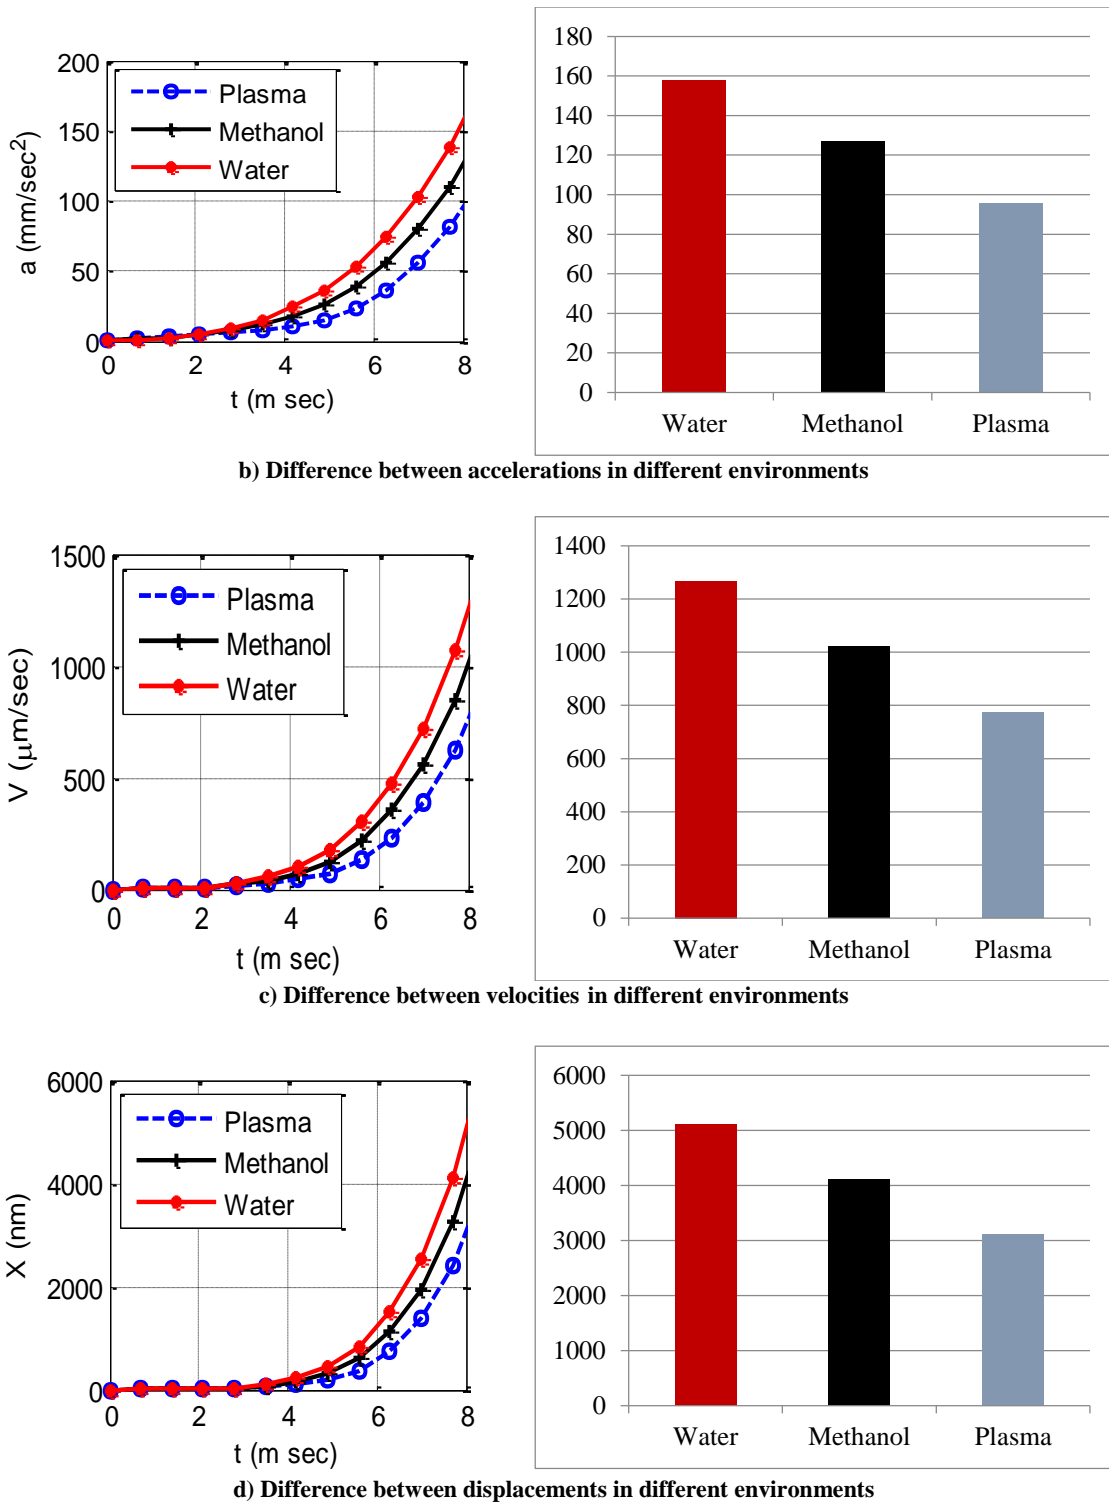 200
150
100
50
0
a (mm/sec²)
Plasma
Methanol
Water
0 2 4 6 8
t (m sec)
180
160
140
120
100
80
60
40
20
0
Water Methanol Plasma
b) Difference between accelerations in different environments
1500
1000
500
0
V (μm/sec)
Plasma
Methanol
Water
0 2 4 6 8
t (m sec)
1400
1200
1000
800
600
400
200
0
Water Methanol Plasma
c) Difference between velocities in different environments
6000
4000
2000
0
X (nm)
Plasma
Methanol
Water
0 2 4 6 8
t (m sec)
6000
5000
4000
3000
2000
1000
0
Water Methanol Plasma
d) Difference between displacements in different environments